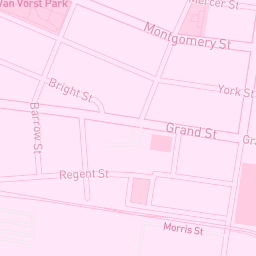 Van Vorst Park
Mercer St
Montgomery St
Bright St
York St
Barrow St
Grand St
Gra
Regent St
Morris St